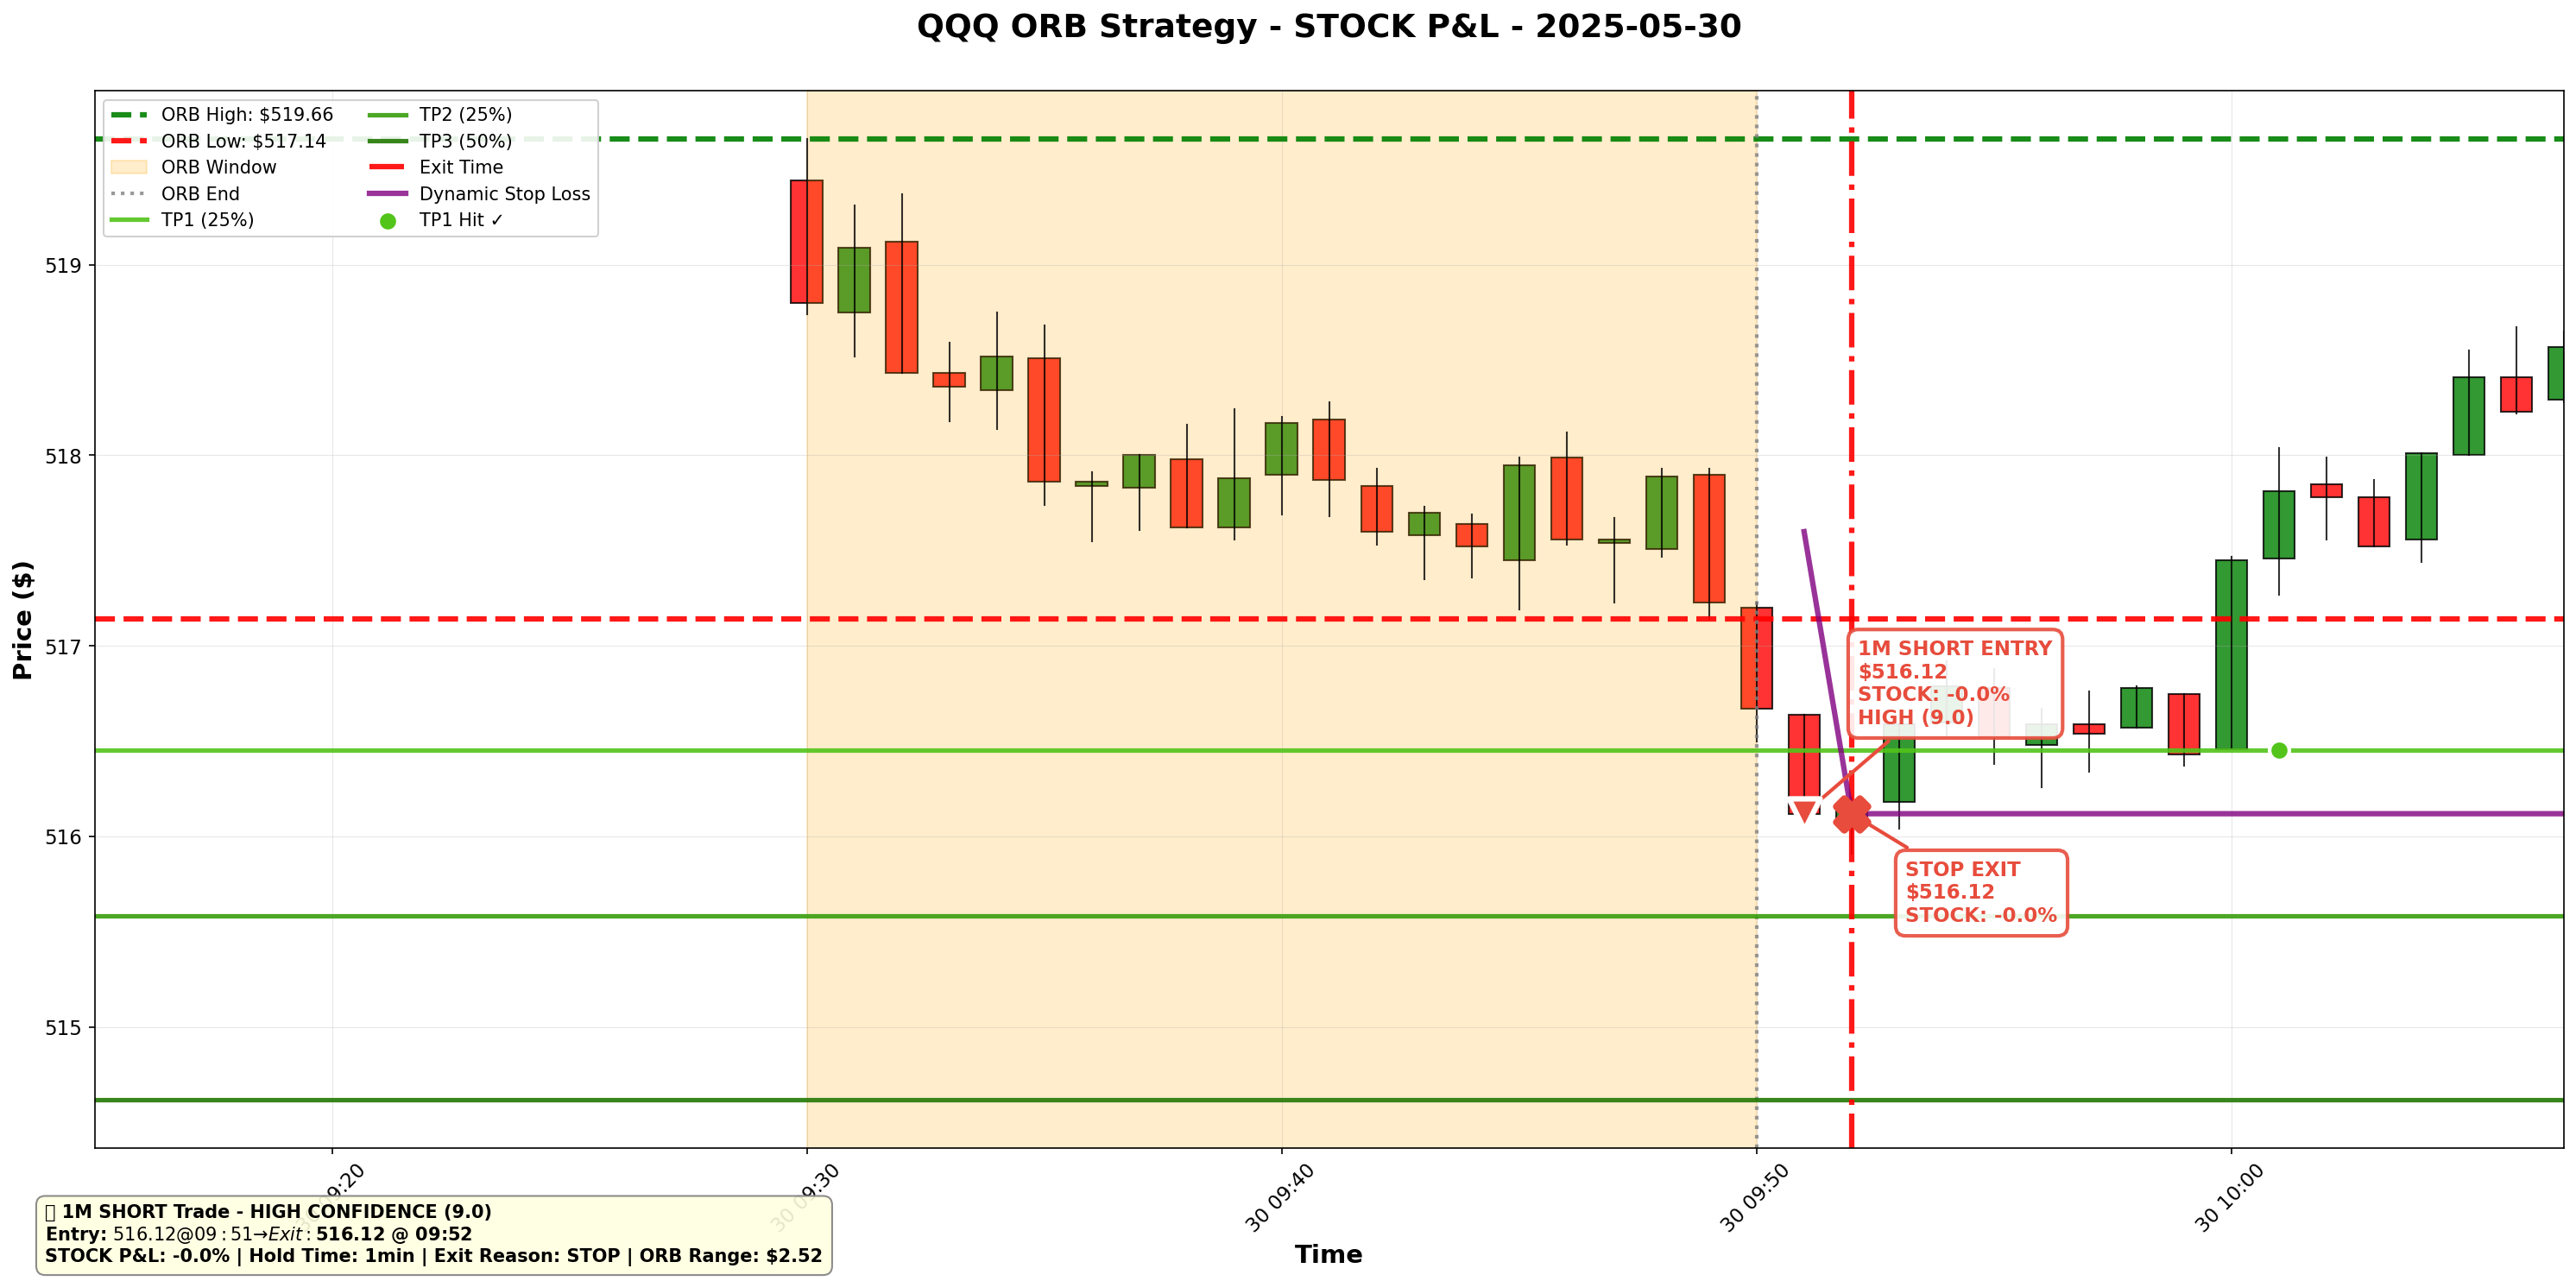 QQQ ORB Strategy - STOCK P&L - 2025-05-30
ORB High: $519.66
ORB Low: $517.14
ORB Window
ORB End
TP1 (25%)
TP2 (25%)
TP3 (50%)
Exit Time
Dynamic Stop Loss
TP1 Hit ✓
Price ($)
519
518
517
516
515
1M SHORT ENTRY
$516.12
STOCK: -0.0%
HIGH (9.0)
STOP EXIT
$516.12
STOCK: -0.0%
30 09:20
30 09:30
30 09:40
30 09:50
30 10:00
Time
1M SHORT Trade - HIGH CONFIDENCE (9.0)
Entry: 516.12@09:51→Exit:516.12 @ 09:52
STOCK P&L: -0.0% | Hold Time: 1min | Exit Reason: STOP | ORB Range: $2.52